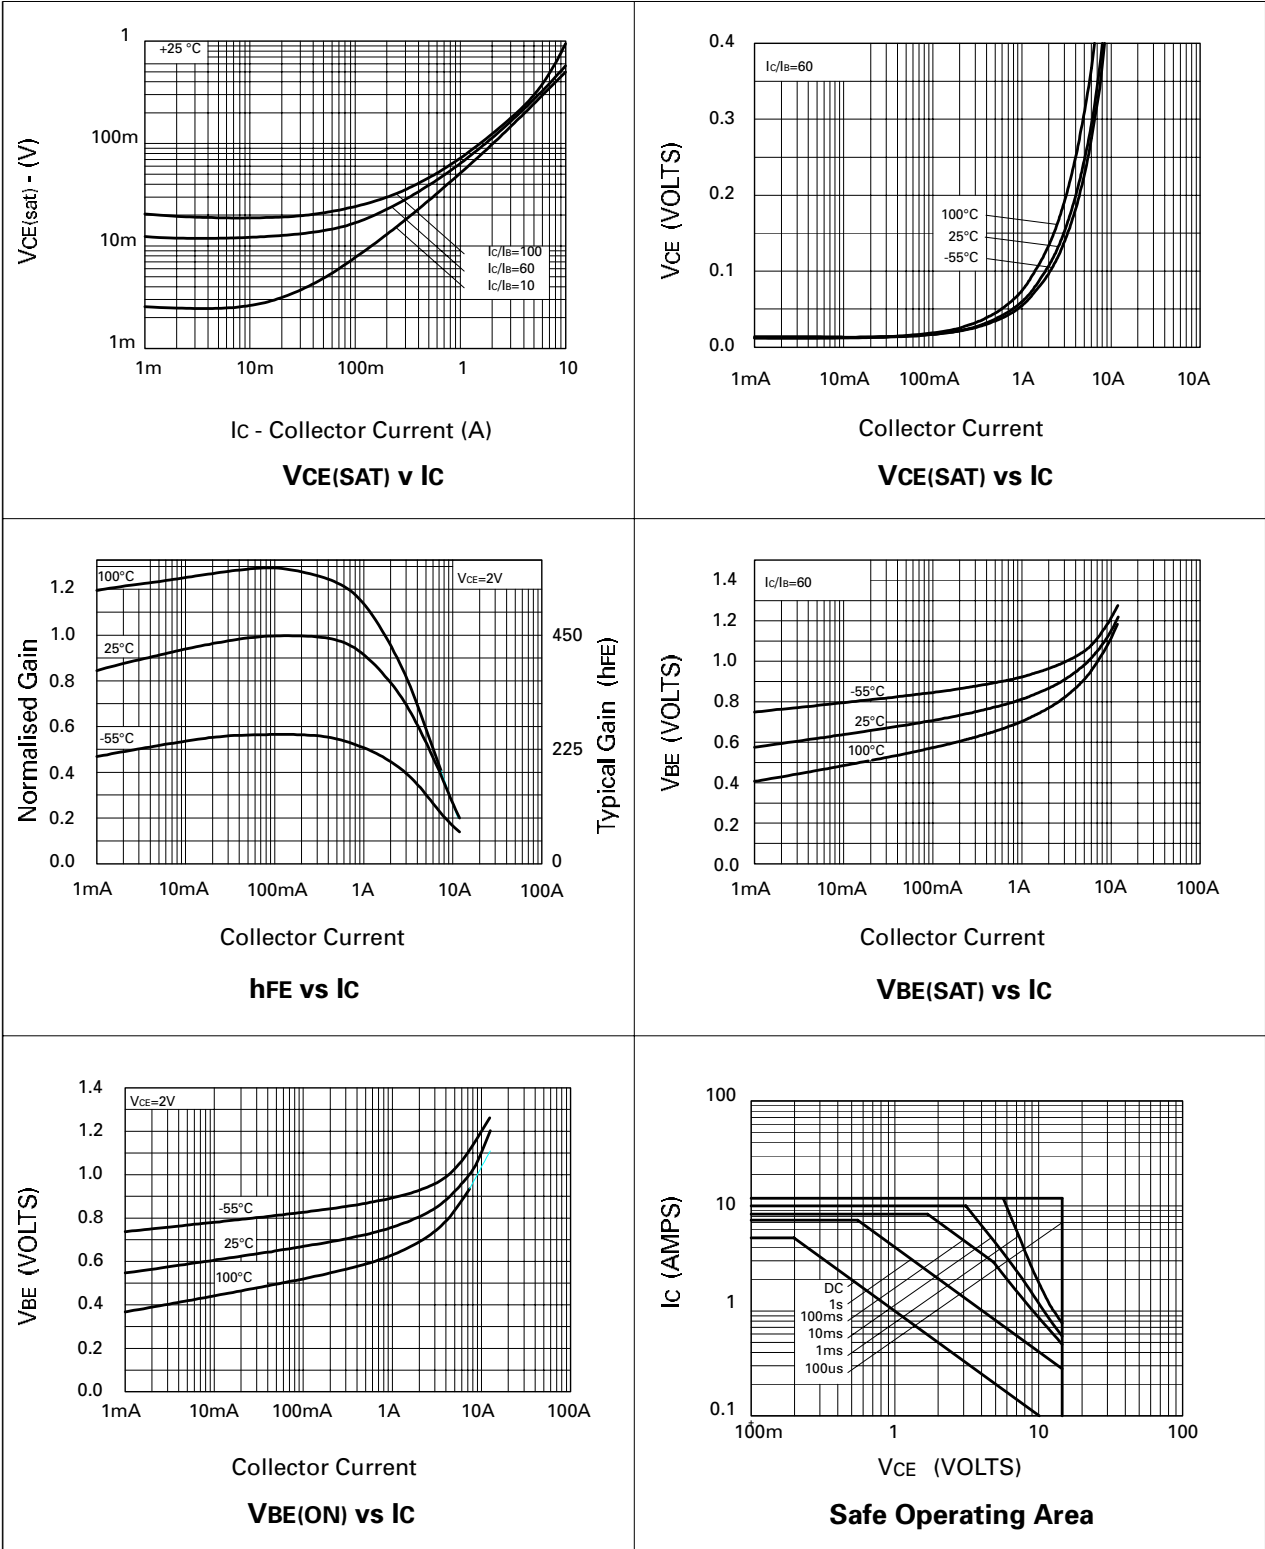 1
+25 °C
100m
10m
1m
VCE(sat) - (V)
IC/IB=100
IC/IB=60
IC/IB=10
1m 10m 100m 1 10
IC - Collector Current (A)
VCE(SAT) v IC
0.4
IC/IB=60
0.3
0.2
0.1
0.0
VCE (VOLTS)
100°C
25°C
-55°C
1mA 10mA 100mA 1A 10A 10A
Collector Current
VCE(SAT) vs IC
1.2
1.0
0.8
0.6
0.4
0.2
0.0
Normalised Gain
100°C
25°C
-55°C
VCE=2V
450
225
0
Typical Gain (hFE)
1mA 10mA 100mA 1A 10A 100A
Collector Current
hFE vs IC
1.4
1.2
1.0
0.8
0.6
0.4
0.2
0.0
VBE (VOLTS)
IC/IB=60
-55°C
25°C
100°C
1mA 10mA 100mA 1A 10A 100A
Collector Current
VBE(SAT) vs IC
1.4
1.2
1.0
0.8
0.6
0.4
0.2
0.0
VBE (VOLTS)
VCE=2V
-55°C
25°C
100°C
1mA 10mA 100mA 1A 10A 100A
Collector Current
VBE(ON) vs IC
100
10
1
0.1
IC (AMPS)
DC
1s
100ms
10ms
1ms
100us
100m 1 10 100
VCE (VOLTS)
Safe Operating Area